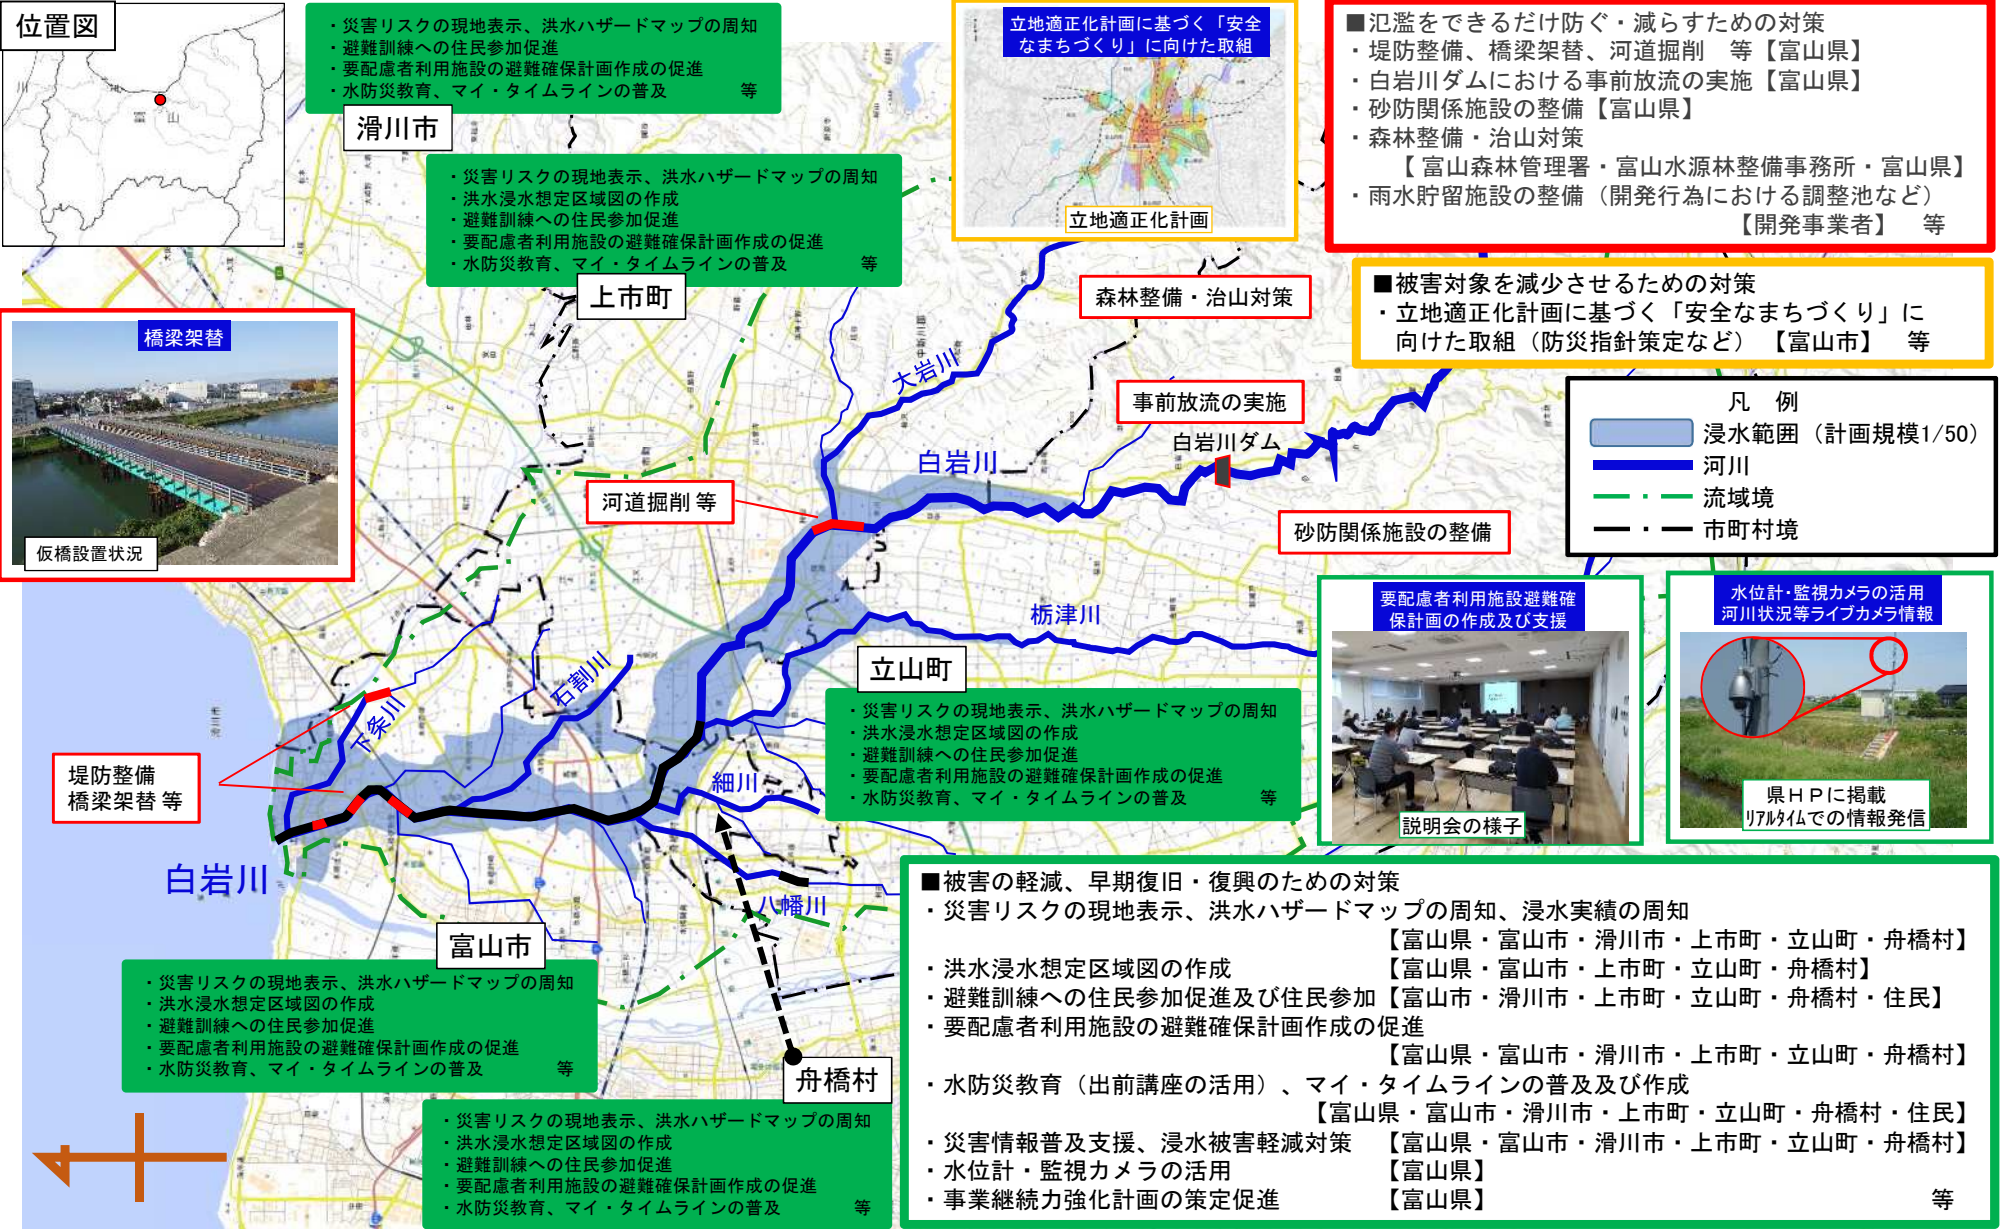 位置図
・災害リスクの現地表示、洪水ハザードマップの周知
・避難訓練への住民参加促進
・要配慮者利用施設の避難確保計画作成の促進
・水防災教育、マイ・タイムラインの普及 等
滑川市
・災害リスクの現地表示、洪水ハザードマップの周知
・洪水浸水想定区域図の作成
・避難訓練への住民参加促進
・要配慮者利用施設の避難確保計画作成の促進
・水防災教育、マイ・タイムラインの普及 等
上市町
立地適正化計画に基づく「安全
なまちづくり」に向けた取組
立地適正化計画
■氾濫をできるだけ防ぐ・減らすための対策
・堤防整備、橋梁架替、河道掘削 等【富山県】
・白岩川ダムにおける事前放流の実施【富山県】
・砂防関係施設の整備【富山県】
・森林整備・治山対策
【富山森林管理署・富山水源林整備事務所・富山県】
・雨水貯留施設の整備（開発行為における調整池など）
【開発事業者】 等
■被害対象を減少させるための対策
・立地適正化計画に基づく「安全なまちづくり」に
向けた取組（防災指針策定など）【富山市】 等
凡 例
浸水範囲（計画規模1/50）
河川
流域境
市町村境
橋梁架替
仮橋設置状況
森林整備・治山対策
大岩川
事前放流の実施
白岩川ダム
白岩川
河道掘削 等
砂防関係施設の整備
栃津川
要配慮者利用施設避難確
保計画の作成及び支援
説明会の様子
水位計・監視カメラの活用
河川状況等ライブカメラ情報
県ＨＰに掲載
リアルタイムでの情報発信
立山町
・災害リスクの現地表示、洪水ハザードマップの周知
・洪水浸水想定区域図の作成
・避難訓練への住民参加促進
・要配慮者利用施設の避難確保計画作成の促進
・水防災教育、マイ・タイムラインの普及 等
石割川
下条川
堤防整備
橋梁架替 等
細川
白岩川
八幡川
富山市
・災害リスクの現地表示、洪水ハザードマップの周知
・洪水浸水想定区域図の作成
・避難訓練への住民参加促進
・要配慮者利用施設の避難確保計画作成の促進
・水防災教育、マイ・タイムラインの普及 等
舟橋村
・災害リスクの現地表示、洪水ハザードマップの周知
・洪水浸水想定区域図の作成
・避難訓練への住民参加促進
・要配慮者利用施設の避難確保計画作成の促進
・水防災教育、マイ・タイムラインの普及 等
■被害の軽減、早期復旧・復興のための対策
・災害リスクの現地表示、洪水ハザードマップの周知、浸水実績の周知
【富山県・富山市・滑川市・上市町・立山町・舟橋村】
・洪水浸水想定区域図の作成 【富山県・富山市・上市町・立山町・舟橋村】
・避難訓練への住民参加促進及び住民参加【富山市・滑川市・上市町・立山町・舟橋村・住民】
・要配慮者利用施設の避難確保計画作成の促進
【富山県・富山市・滑川市・上市町・立山町・舟橋村】
・水防災教育（出前講座の活用）、マイ・タイムラインの普及及び作成
【富山県・富山市・滑川市・上市町・立山町・舟橋村・住民】
・災害情報普及支援、浸水被害軽減対策 【富山県・富山市・滑川市・上市町・立山町・舟橋村】
・水位計・監視カメラの活用 【富山県】
・事業継続力強化計画の策定促進 【富山県】 等